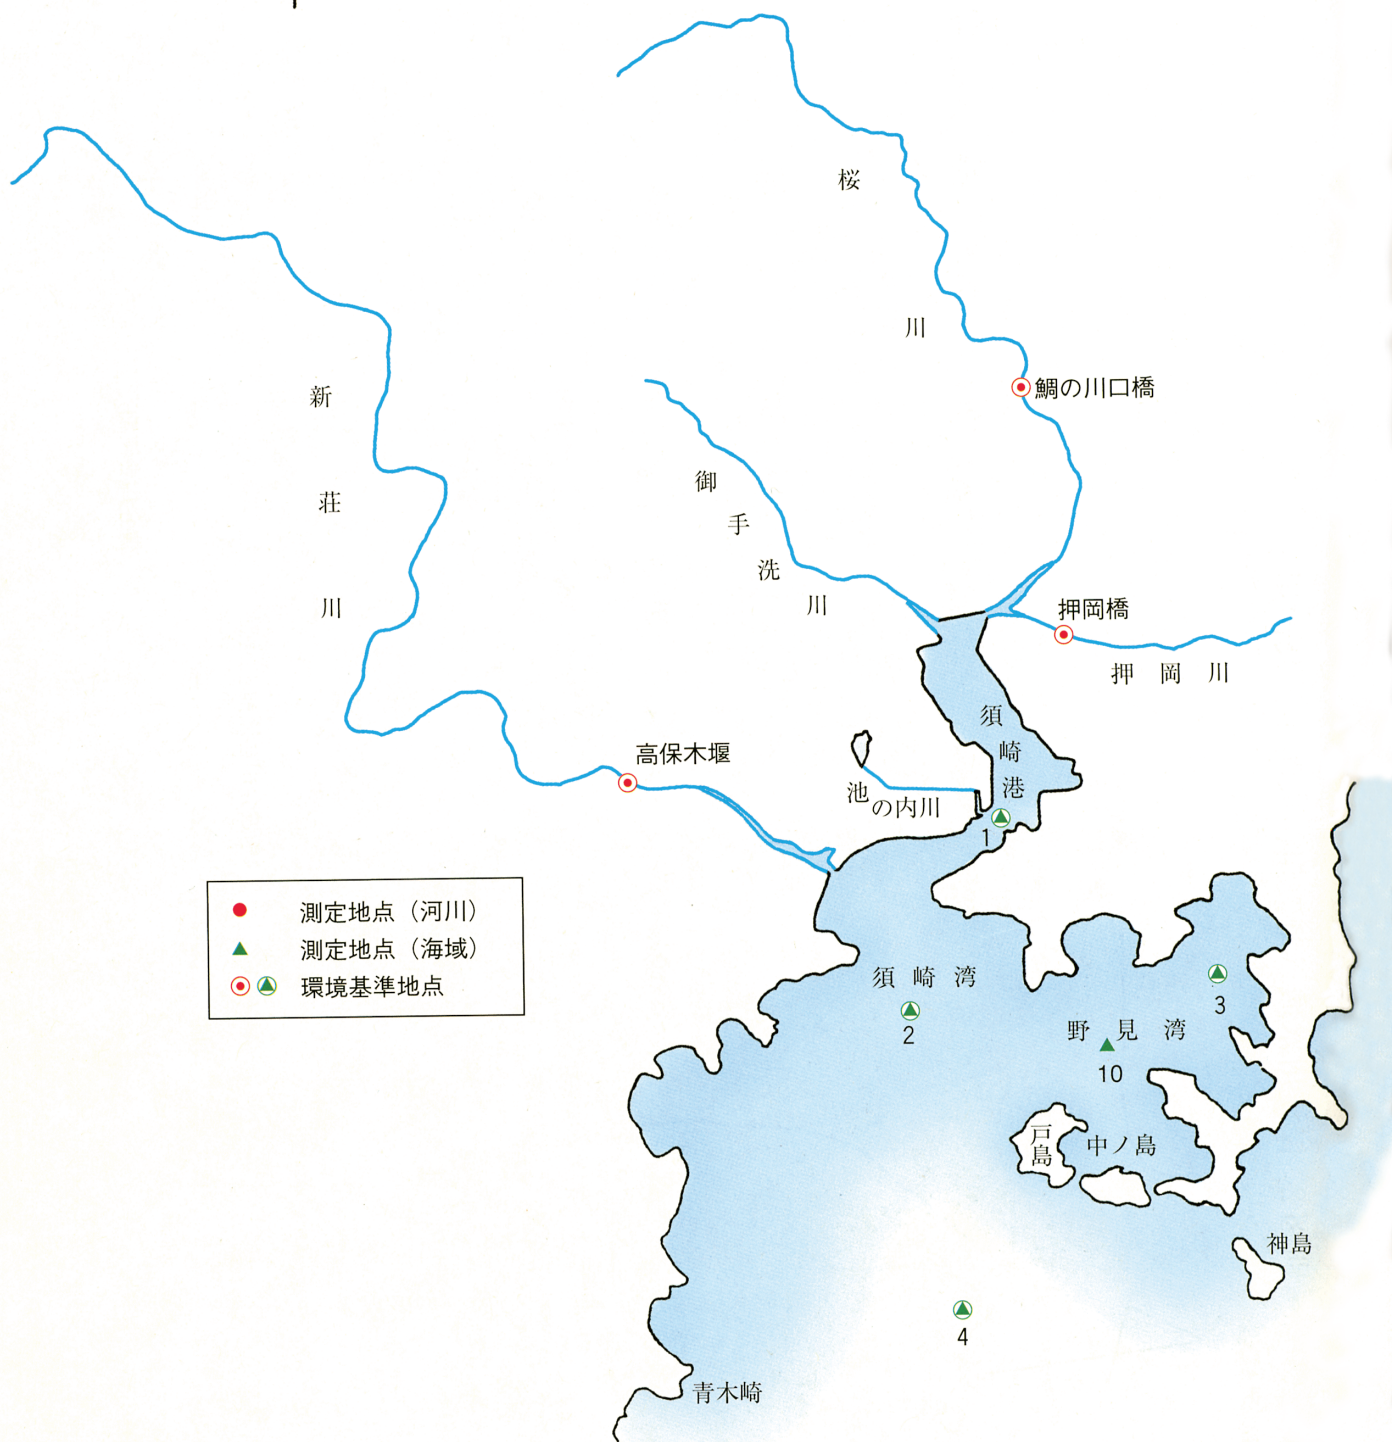 桜川
鯛の川口橋
新荘川
御手洗川
押岡橋
押岡川
須崎港
高保木堰
池の内川
1
測定地点（河川）
測定地点（海域）
環境基準地点
須崎湾
2
3
野見湾
10
戸島
中ノ島
神島
4
青木崎